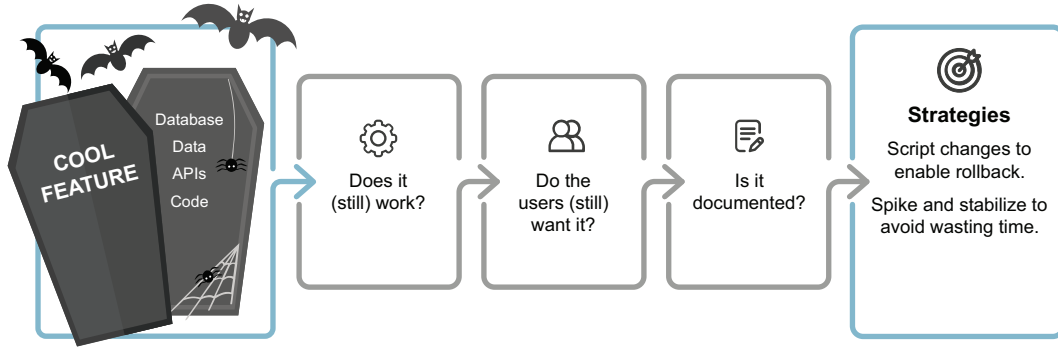 COOL
FEATURE
Database
Data
APIs
Code
Does it
(still) work?
Do the
users (still)
want it?
Is it
documented?
Strategies
Script changes to
enable rollback.
Spike and stabilize to
avoid wasting time.